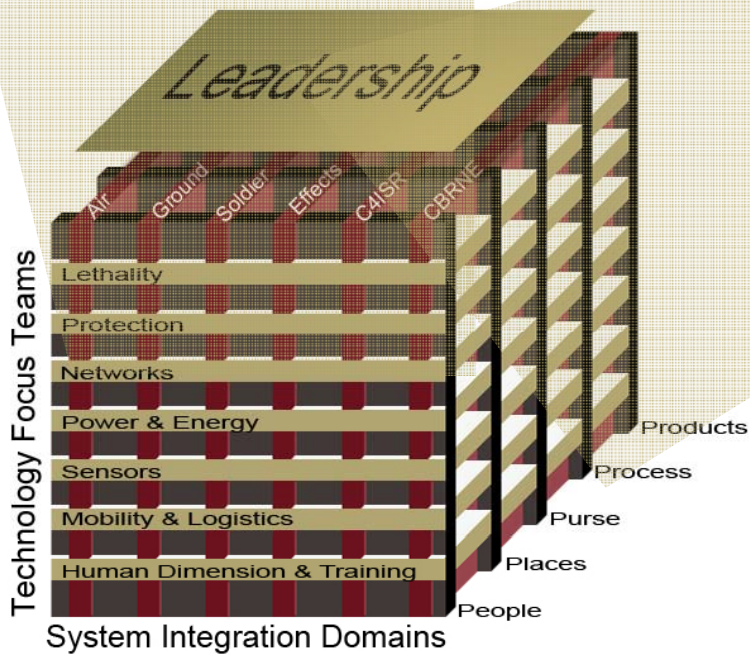 Leadership
Air
Ground
Soldier
Effects
C4ISR
CBRNE
Technology Focus Teams
Lethality
Protection
Networks
Power & Energy
Sensors
Mobility & Logistics
Human Dimension & Training
Products
Process
Purse
Places
People
System Integration Domains